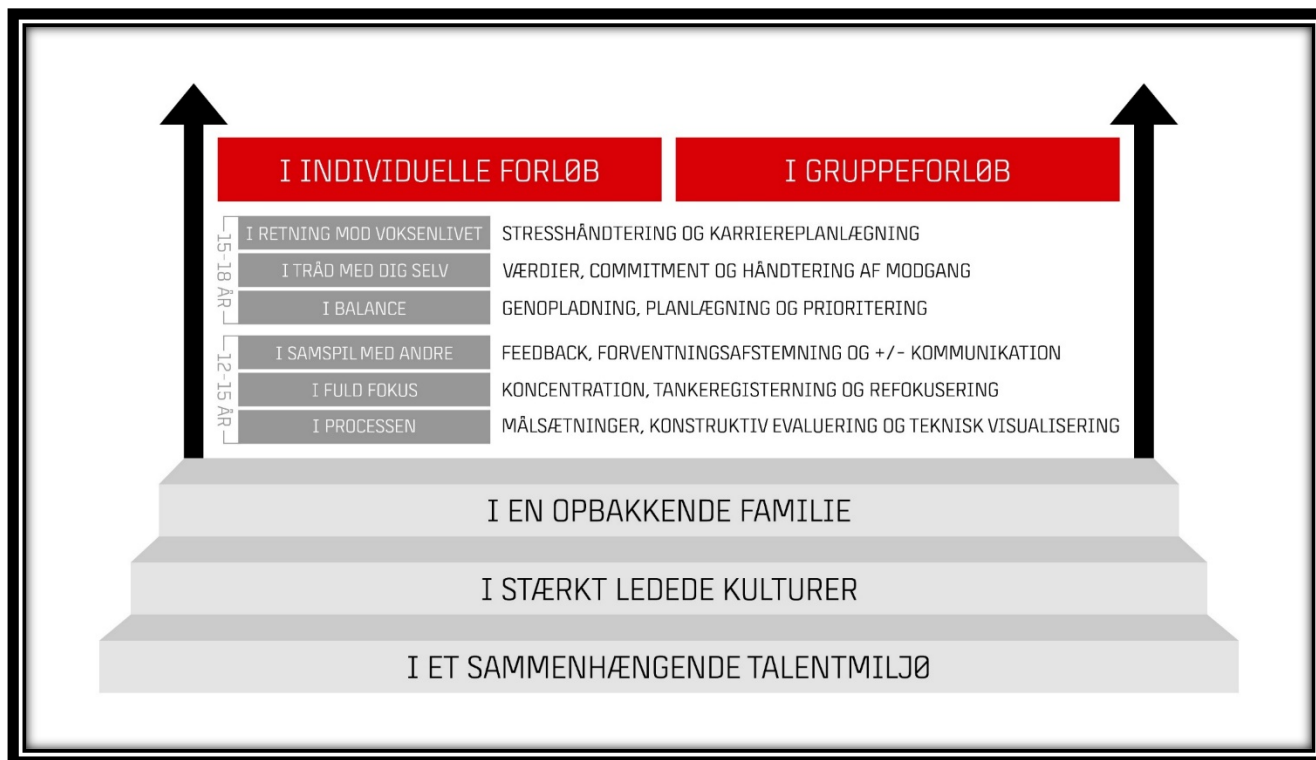 I INDIVIDUELLE FORLØB
I GRUPPEFORLØB
15-18 ÅR
I RETNING MOD VOKSENLIVET STRESSHÅNDTERING OG KARRIEREPLANLÆGNING
I TRÅD MED DIG SELV VÆRDIER, COMMITMENT OG HÅNDTERING AF MODGANG
I BALANCE GENOPLADNING, PLANLÆGNING OG PRIORITERING
12-15 ÅR
I SAMSPIL MED ANDRE FEEDBACK, FORVENTNINGSAFSTEMNING OG +/- KOMMUNIKATION
I FULD FOKUS KONCENTRATION, TANKEREGISTERNING OG REFOKUSERING
I PROCESSEN MÅLSÆTNINGER, KONSTRUKTIV EVALUERING OG TEKNISK VISUALISERING
I EN OPBAKKENDE FAMILIE
I STÆRKT LEDEDE KULTURER
I ET SAMMENHÆNGENDE TALENTMILJØ